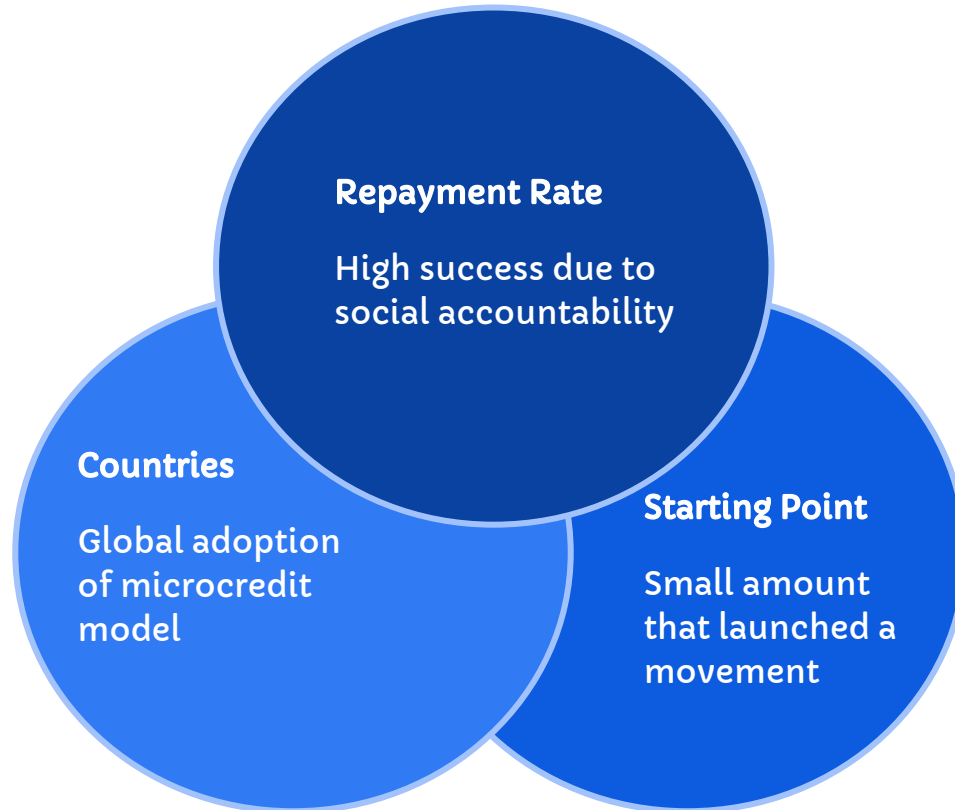 Repayment Rate
High success due to
social accountability
Countries
Global adoption
of microcredit
model
Starting Point
Small amount
that launched a
movement